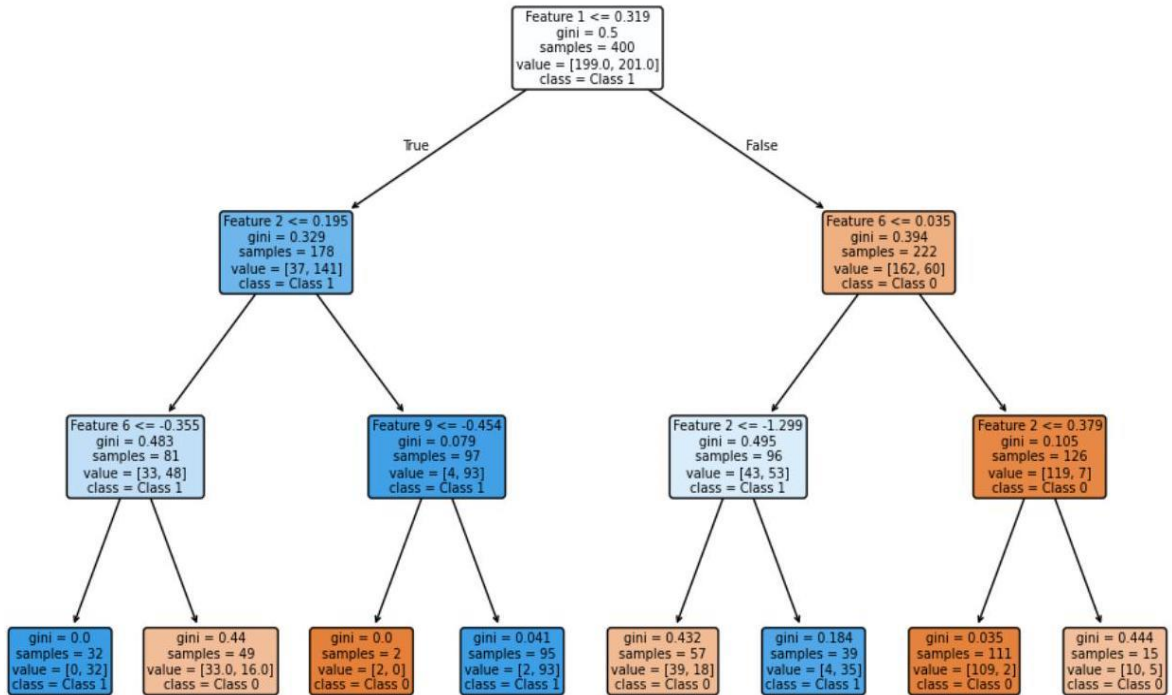 Feature 1 <= 0.319
gini = 0.5
samples = 400
value = [199.0, 201.0]
class = Class 1
True
False
Feature 2 <= 0.195
gini = 0.329
samples = 178
value = [37, 141]
class = Class 1
Feature 6 <= 0.035
gini = 0.394
samples = 222
value = [162, 60]
class = Class 0
Feature 6 <= -0.355
gini = 0.483
samples = 81
value = [33, 48]
class = Class 1
Feature 9 <= -0.454
gini = 0.079
samples = 97
value = [4, 93]
class = Class 1
Feature 2 <= -1.299
gini = 0.495
samples = 96
value = [43, 53]
class = Class 1
Feature 2 <= 0.379
gini = 0.105
samples = 126
value = [119, 7]
class = Class 0
gini = 0.0
samples = 32
value = [0, 32]
class = Class 1
gini = 0.44
samples = 49
value = [33.0, 16.0]
class = Class 0
gini = 0.0
samples = 2
value = [2, 0]
class = Class 0
gini = 0.041
samples = 95
value = [2, 93]
class = Class 1
gini = 0.432
samples = 57
value = [39, 18]
class = Class 0
gini = 0.184
samples = 39
value = [4, 35]
class = Class 1
gini = 0.035
samples = 111
value = [109, 2]
class = Class 0
gini = 0.444
samples = 15
value = [10, 5]
class = Class 0